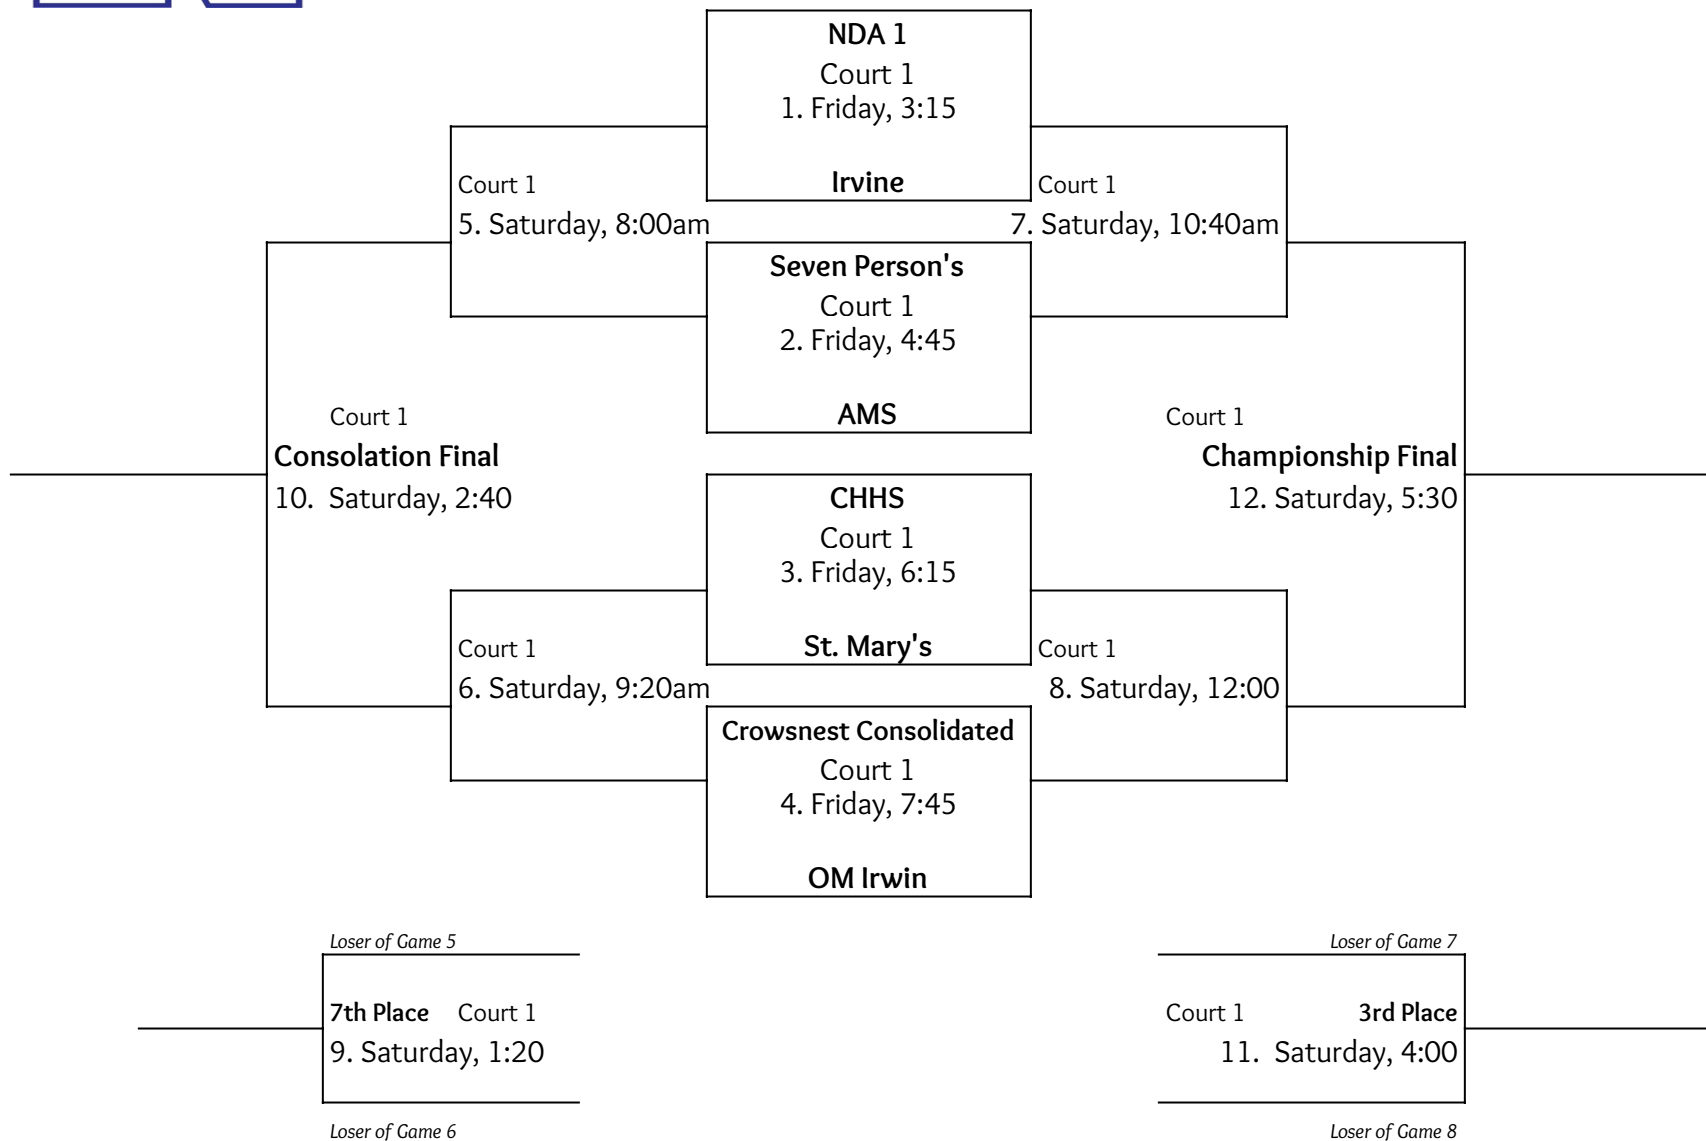 NDA 1
Court 1
1. Friday, 3:15
Irvine
Court 1
5. Saturday, 8:00am
Court 1
7. Saturday, 10:40am
Seven Person's
Court 1
2. Friday, 4:45
AMS
Court 1
Consolation Final
10.  Saturday, 2:40
Court 1
Championship Final
12. Saturday, 5:30
CHHS
Court 1
3. Friday, 6:15
St. Mary's
Court 1
6. Saturday, 9:20am
Court 1
8. Saturday, 12:00
Crowsnest Consolidated
Court 1
4. Friday, 7:45
OM Irwin
Loser of Game 5
7th Place Court 1
9. Saturday, 1:20
Loser of Game 6
Loser of Game 7
Court 1 3rd Place
11.  Saturday, 4:00
Loser of Game 8